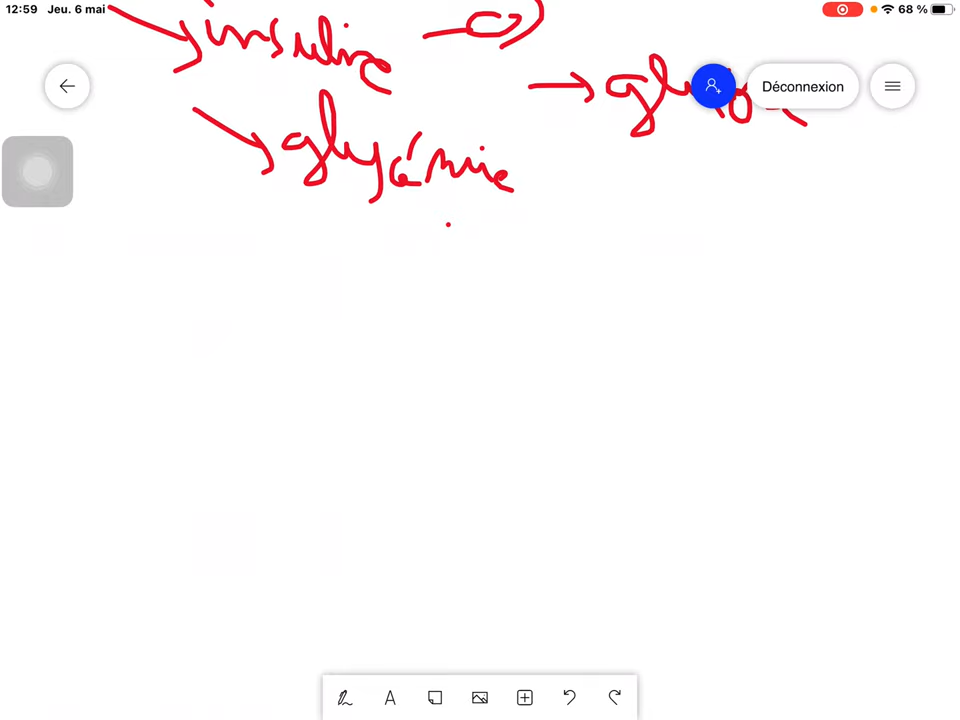 12:59 Jeu. 6 mai 68 %
insuline
Déconnexion
glycémie
A